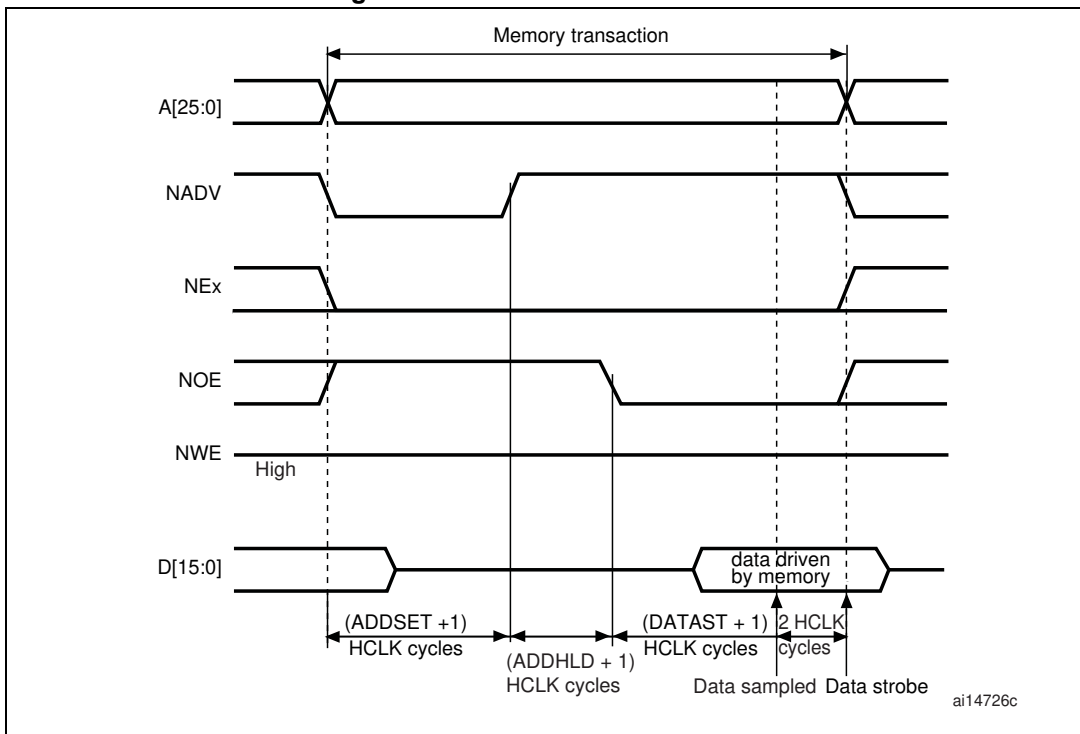 Memory transaction
A[25:0]
NADV
NEx
NOE
NWE
High
D[15:0]
data driven
by memory
(ADDSET +1)
HCLK cycles
(ADDHLD + 1)
HCLK cycles
(DATAST + 1)
HCLK cycles
2 HCLK
cycles
Data sampled
Data strobe
ai14726c